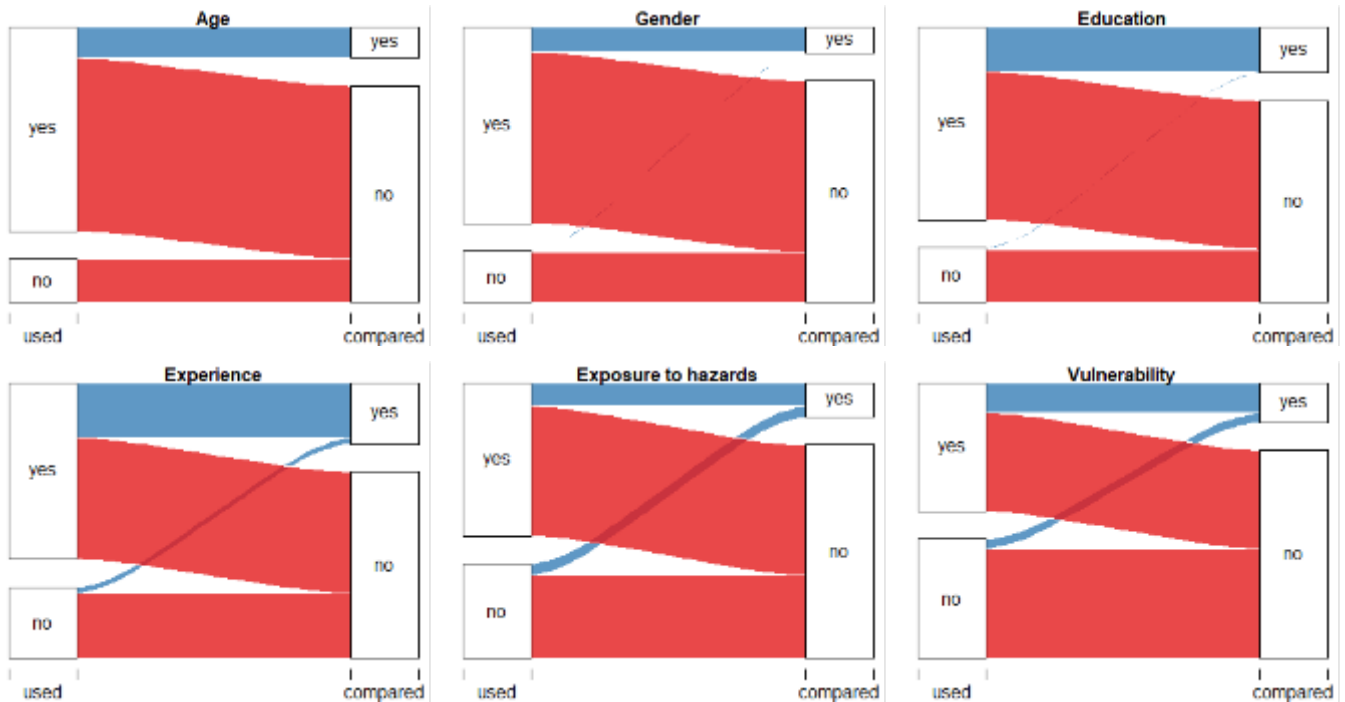 Age Gender Education
yes yes yes
yes yes yes
no no no
no no no
used compared used compared used compared
Experience Exposure to hazards Vulnerability
yes yes yes
yes yes yes
no no no
no no no
used compared used compared used compared